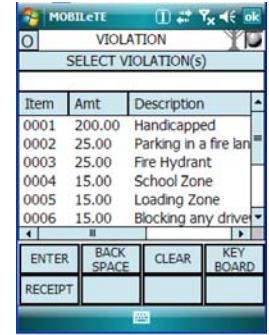 MOBILeTE ok
O VIOLATION
SELECT VIOLATION(s)
Item Amt Description
0001 200.00 Handicapped
0002 25.00 Parking in a fire lan
0003 25.00 Fire Hydrant
0004 15.00 School Zone
0005 15.00 Loading Zone
0006 15.00 Blocking any drive
ENTER BACK SPACE CLEAR KEY BOARD
RECEIPT